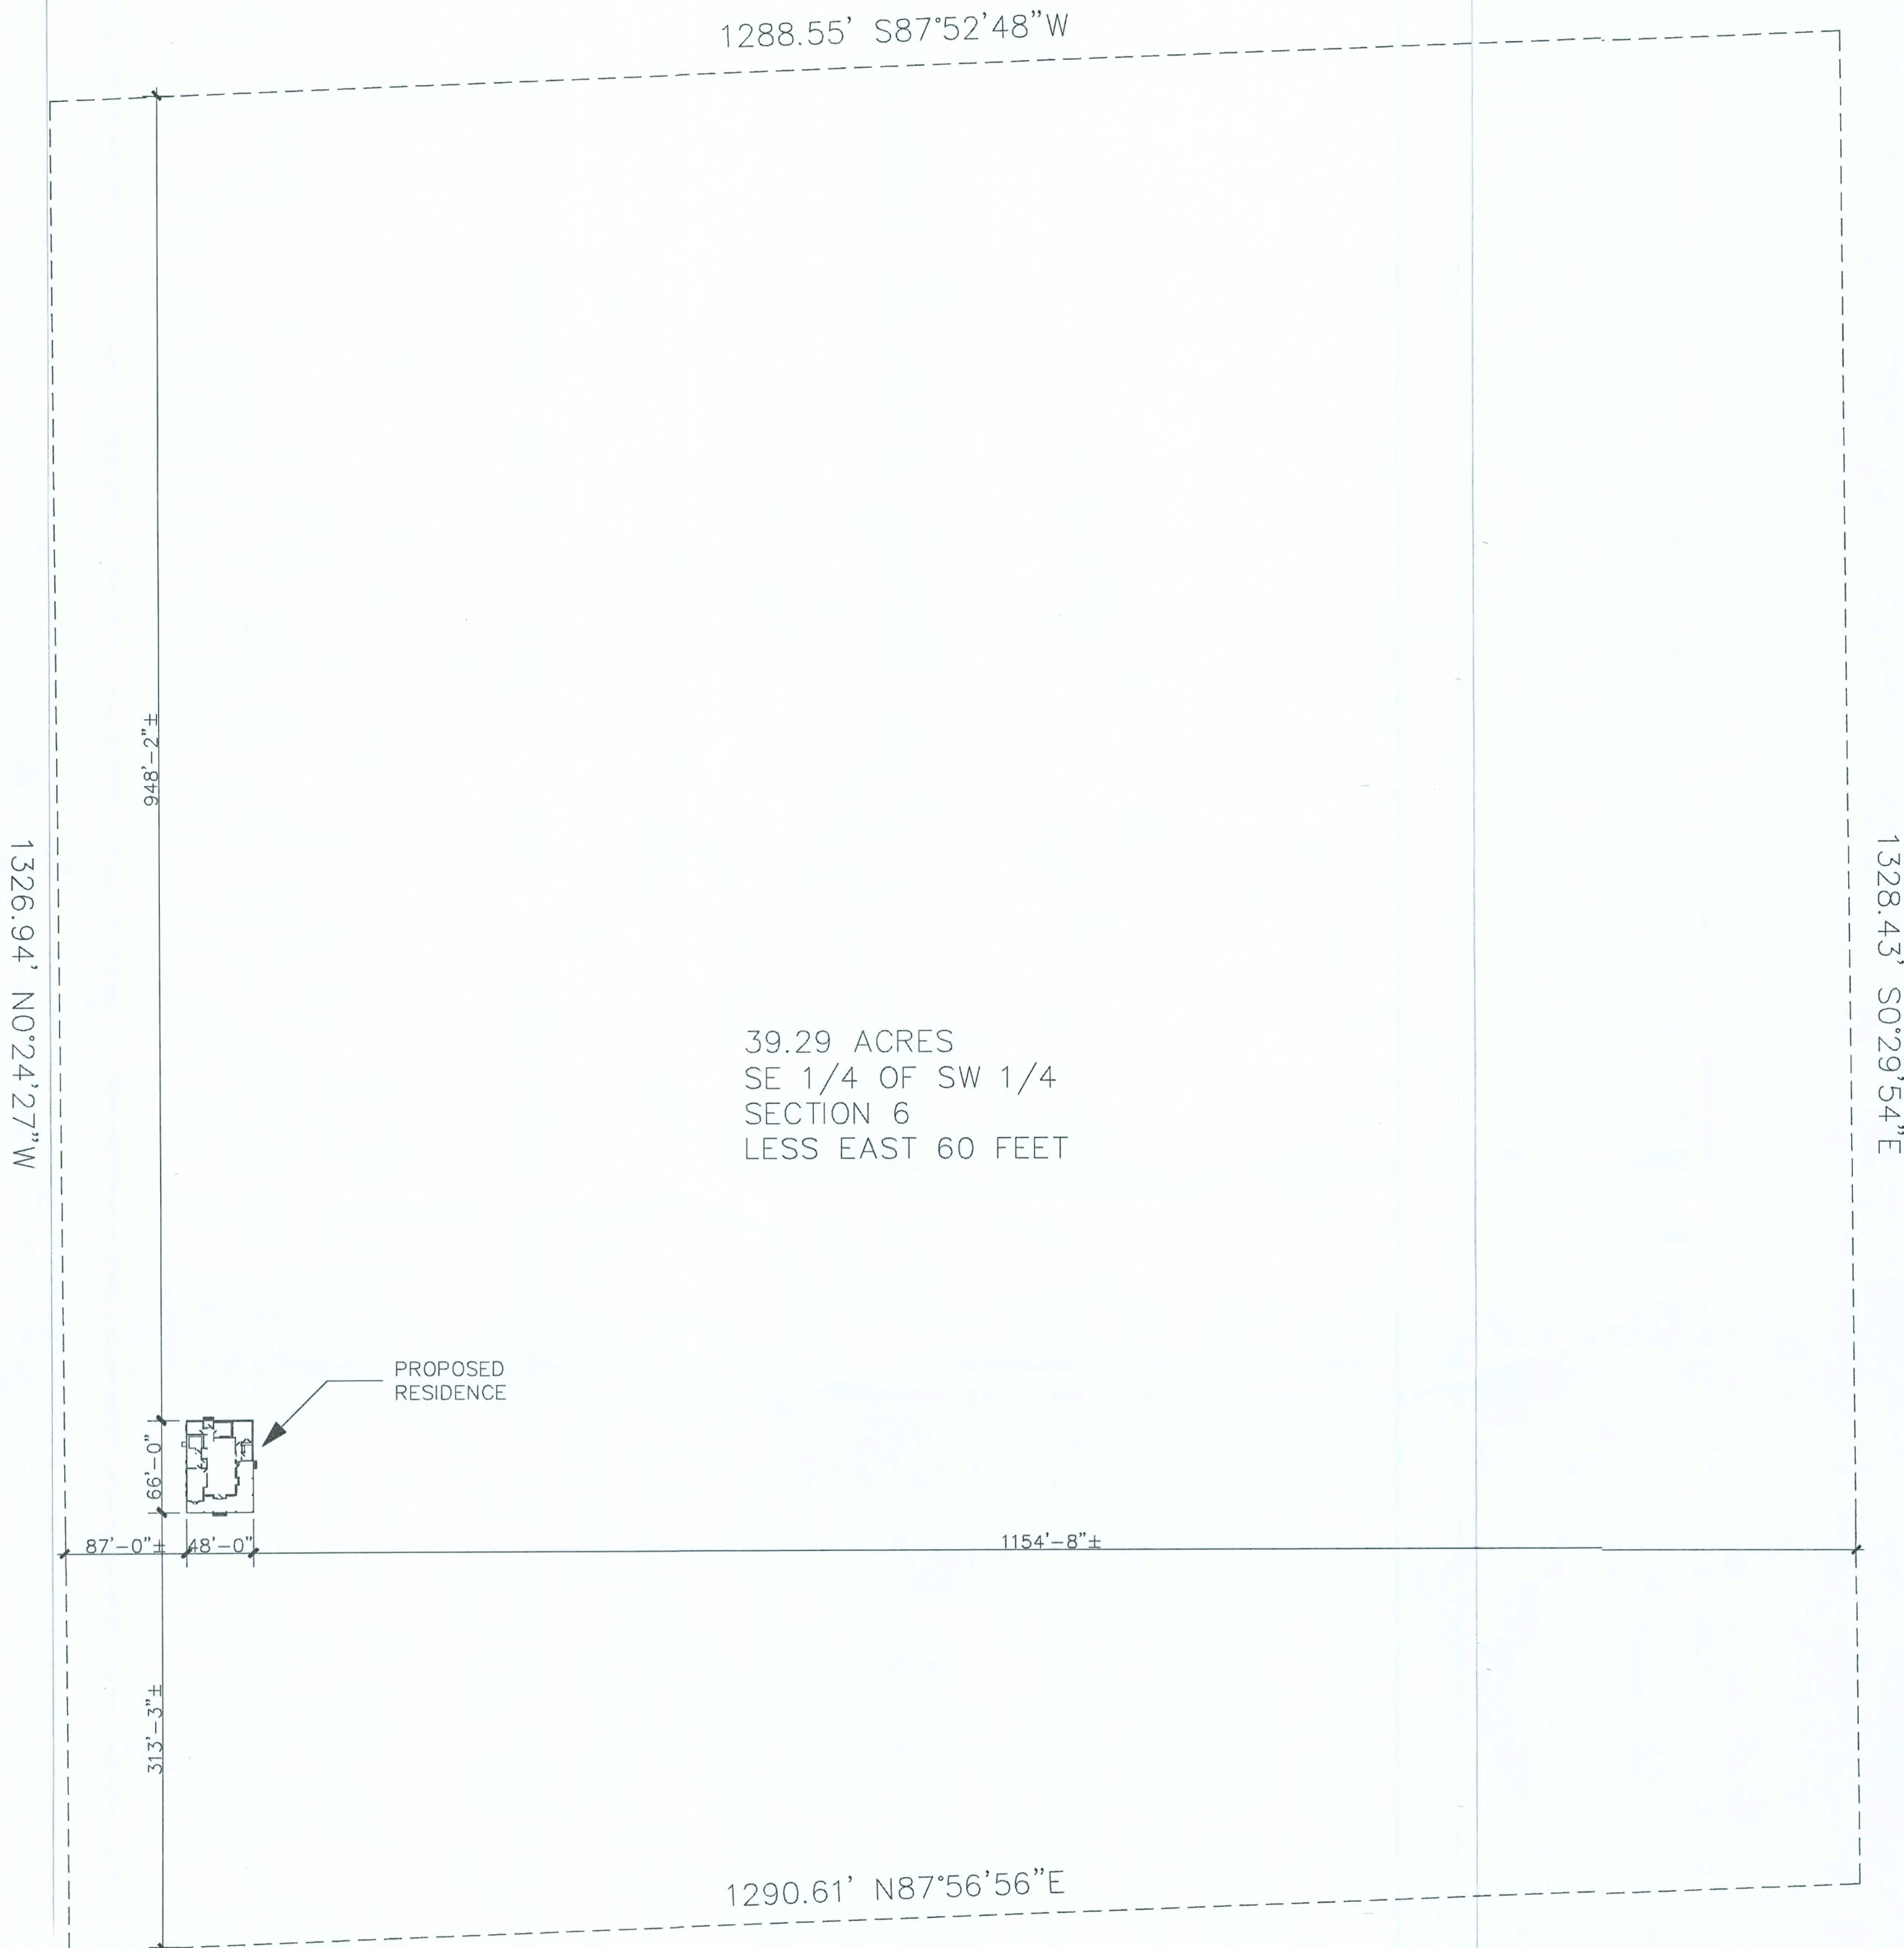 1288.55' S87°52'48"W
948'-2"±
1326.94' N0°24'27"W
1328.43' S0°29'54"E
39.29 ACRES
SE 1/4 OF SW 1/4
SECTION 6
LESS EAST 60 FEET
PROPOSED
RESIDENCE
66'-0"
87'-0"±
48'-0"
1154'-8"±
313'-3"±
1290.61' N87°56'56"E